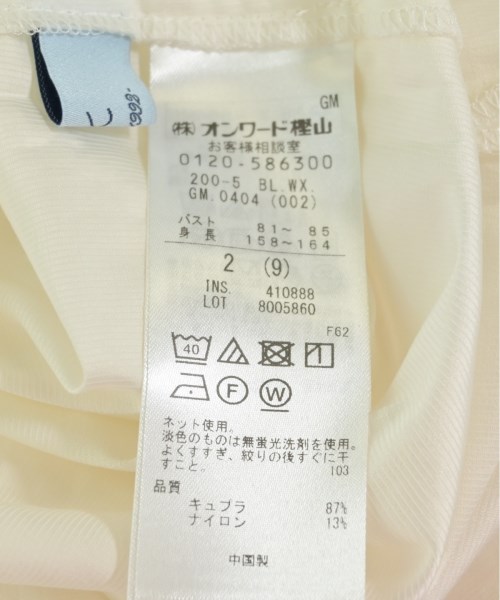 GM
(株) オンワード樫山
お客様相談室
0120-586300
200-5 BL.WX.
GM.0404 (002)
バスト 81～ 85
身長 158～164
2 (9)
INS. 410888
LOT 8005860
F62
40
F
W
ネット使用。
淡色のものは無蛍光洗剤を使用。
よくすすぎ、絞りの後すぐに干
すこと。 103
品質
キュプラ 87%
ナイロン 13%
中国製